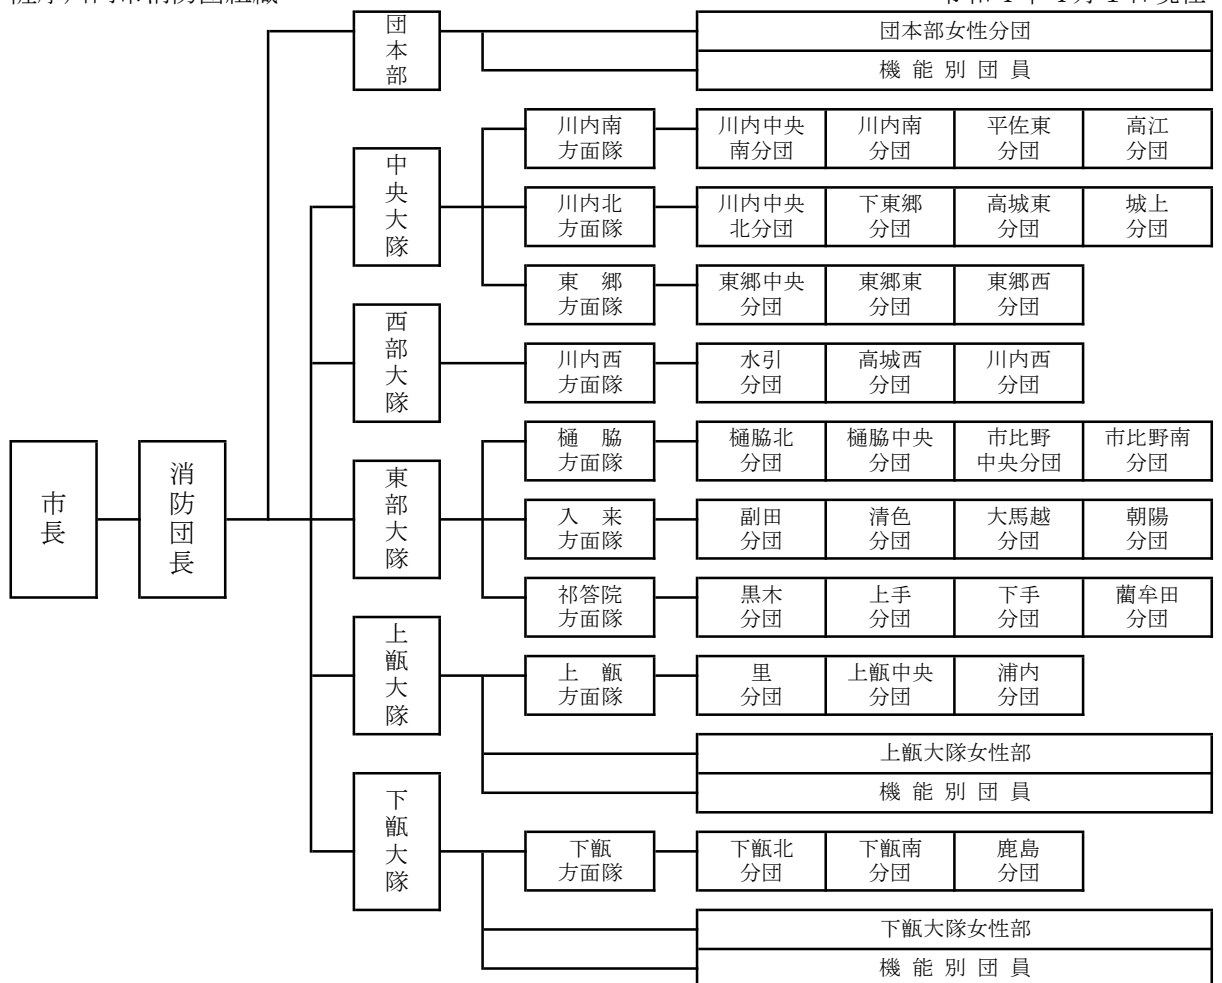 団本部
団本部女性分団
機能別団員
中央大隊
川内南
方面隊
川内中央
南分団
川内南
分団
平佐東
分団
高江
分団
川内北
方面隊
川内中央
北分団
下東郷
分団
高城東
分団
城上
分団
東郷
方面隊
東郷中央
分団
東郷東
分団
東郷西
分団
西部大隊
川内西
方面隊
水引
分団
高城西
分団
川内西
分団
市長
消防団長
東部大隊
樋脇
方面隊
樋脇北
分団
樋脇中央
分団
市比野
中央分団
市比野南
分団
入来
方面隊
副田
分団
清色
分団
大馬越
分団
朝陽
分団
祁答院
方面隊
黒木
分団
上手
分団
下手
分団
藺牟田
分団
上甑大隊
上甑
方面隊
里
分団
上甑中央
分団
浦内
分団
上甑大隊女性部
機能別団員
下甑大隊
下甑
方面隊
下甑北
分団
下甑南
分団
鹿島
分団
下甑大隊女性部
機能別団員